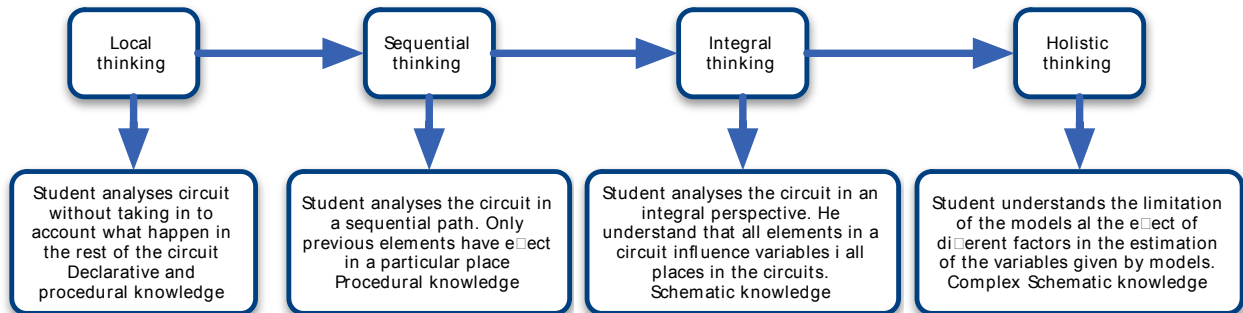 Local
thinking
Sequential
thinking
Integral
thinking
Holistic
thinking
Student analyses circuit
without taking in to
account what happen in
the rest of the circuit
Declarative and
procedural knowledge
Student analyses the circuit in
a sequential path. Only
previous elements have e□ect
in a particular place
Procedural knowledge
Student analyses the circuit in an
integral perspective. He
understand that all elements in a
circuit influence variables i all
places in the circuits.
Schematic knowledge
Student understands the limitation
of the models al the e□ect of
di□erent factors in the estimation
of the variables given by models.
Complex Schematic knowledge